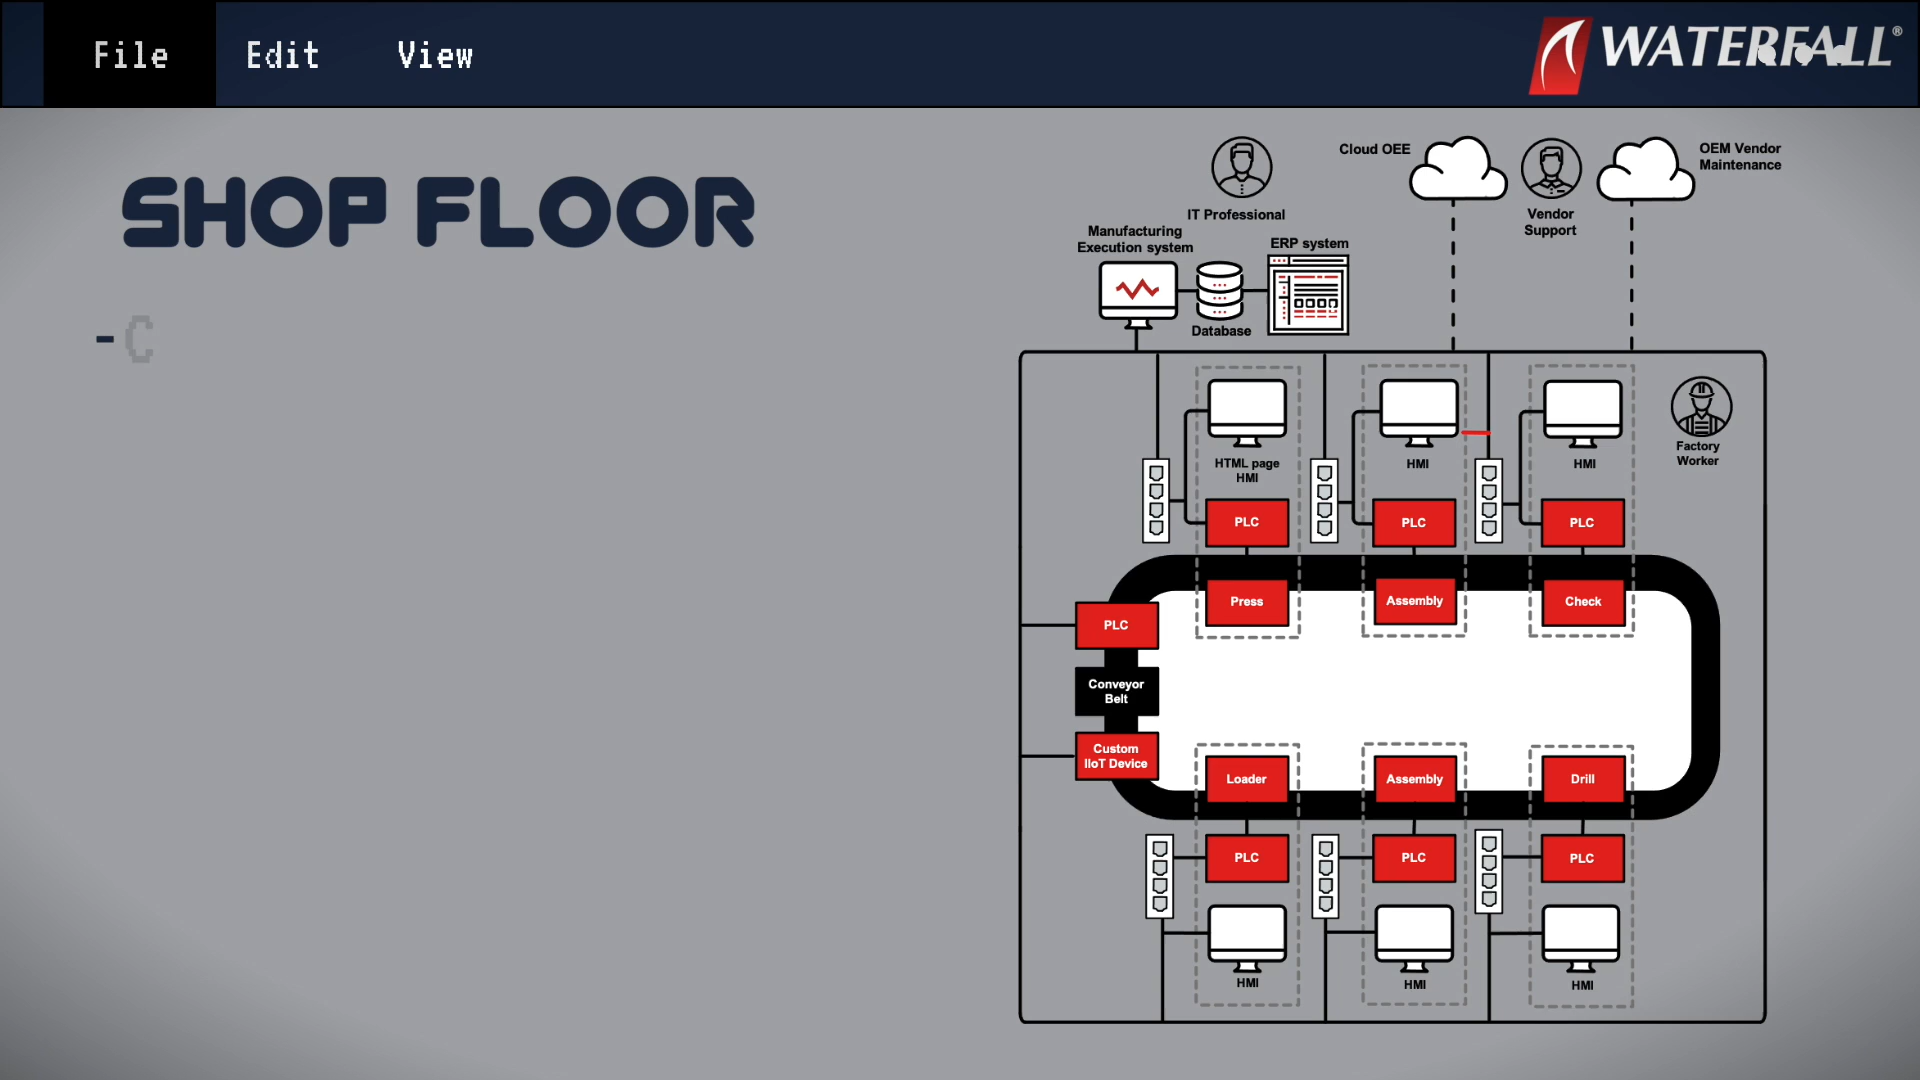 File Edit View
WATERFALL®
SHOP FLOOR
-C
IT Professional
Cloud OEE
Vendor
Support
OEM Vendor
Maintenance
Manufacturing
Execution system
Database
ERP system
HTML page
HMI
HMI
HMI
Factory
Worker
PLC
PLC
PLC
Press
Assembly
Check
PLC
Conveyor
Belt
Custom
IIoT Device
Loader
Assembly
Drill
PLC
PLC
PLC
HMI
HMI
HMI